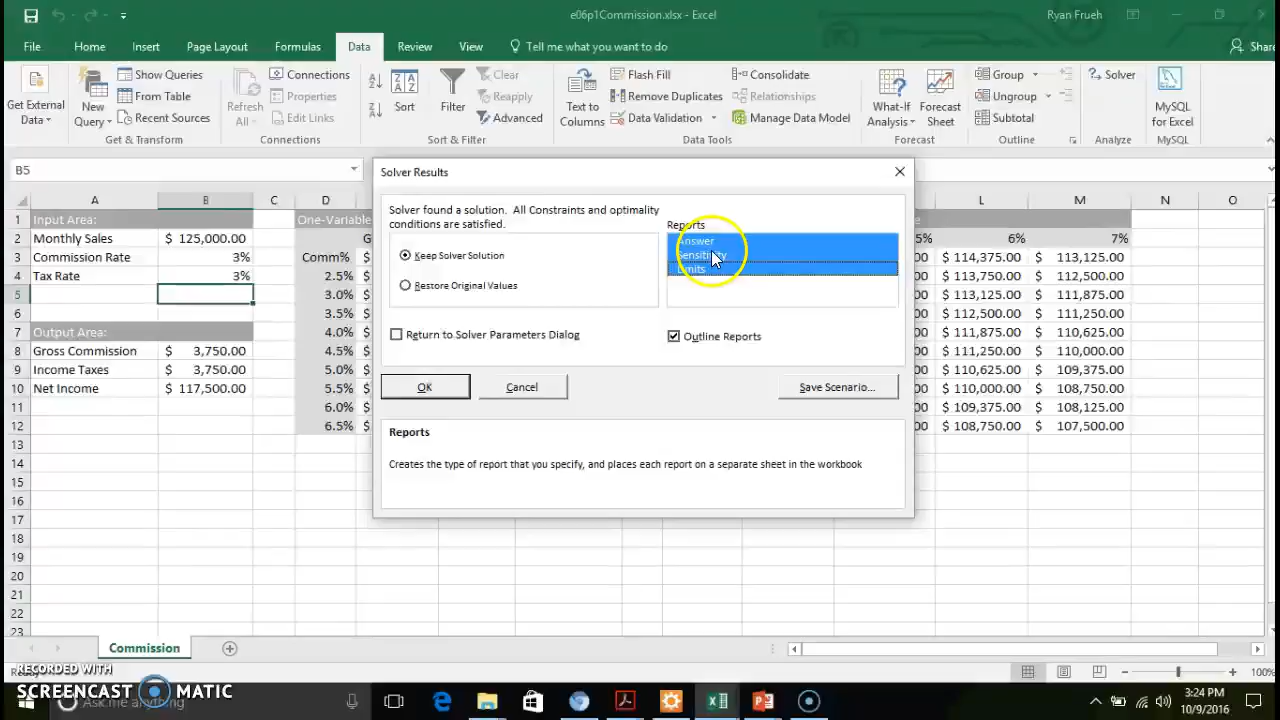 e06p1Commission.xlsx - Excel
Ryan Frueh
File Home Insert Page Layout Formulas Data Review View Tell me what you want to do Share
Get External Data
New Query
Show Queries
From Table
Recent Sources
Get & Transform
Refresh All
Connections
Properties
Edit Links
Connections
Sort
Filter
Clear
Reapply
Advanced
Sort & Filter
Text to Columns
Flash Fill
Remove Duplicates
Data Validation
Consolidate
Relationships
Manage Data Model
Data Tools
What-If Analysis
Forecast Sheet
Forecast
Group
Ungroup
Subtotal
Outline
Solver
Analyze
MySQL for Excel
MySQL
B5
A B C D L M N O
1 Input Area: One-Variable
2 Monthly Sales $ 125,000.00 G 5% 6% 7%
3 Commission Rate 3% Comm% $ 00 $ 114,375.00 $ 113,125.00
4 Tax Rate 3% 2.5% $ 00 $ 113,750.00 $ 112,500.00
5 3.0% $ 00 $ 113,125.00 $ 111,875.00
6 3.5% $ 00 $ 112,500.00 $ 111,250.00
7 Output Area: 4.0% $ 00 $ 111,875.00 $ 110,625.00
8 Gross Commission $ 3,750.00 4.5% $ 00 $ 111,250.00 $ 110,000.00
9 Income Taxes $ 3,750.00 5.0% $ 00 $ 110,625.00 $ 109,375.00
10 Net Income $ 117,500.00 5.5% $ 00 $ 110,000.00 $ 108,750.00
11 6.0% $ 00 $ 109,375.00 $ 108,125.00
12 6.5% $ 00 $ 108,750.00 $ 107,500.00
13
14
15
16
17
18
19
20
21
22
23
Solver Results
Solver found a solution. All Constraints and optimality
conditions are satisfied.
Keep Solver Solution
Restore Original Values
Reports
Answer
Sensitivity
Limits
Return to Solver Parameters Dialog
Outline Reports
OK
Cancel
Save Scenario...
Reports
Creates the type of report that you specify, and places each report on a separate sheet in the workbook
Commission
100%
RECORDED WITH
SCREENCAST MATIC
Ask me anything
3:24 PM
10/9/2016